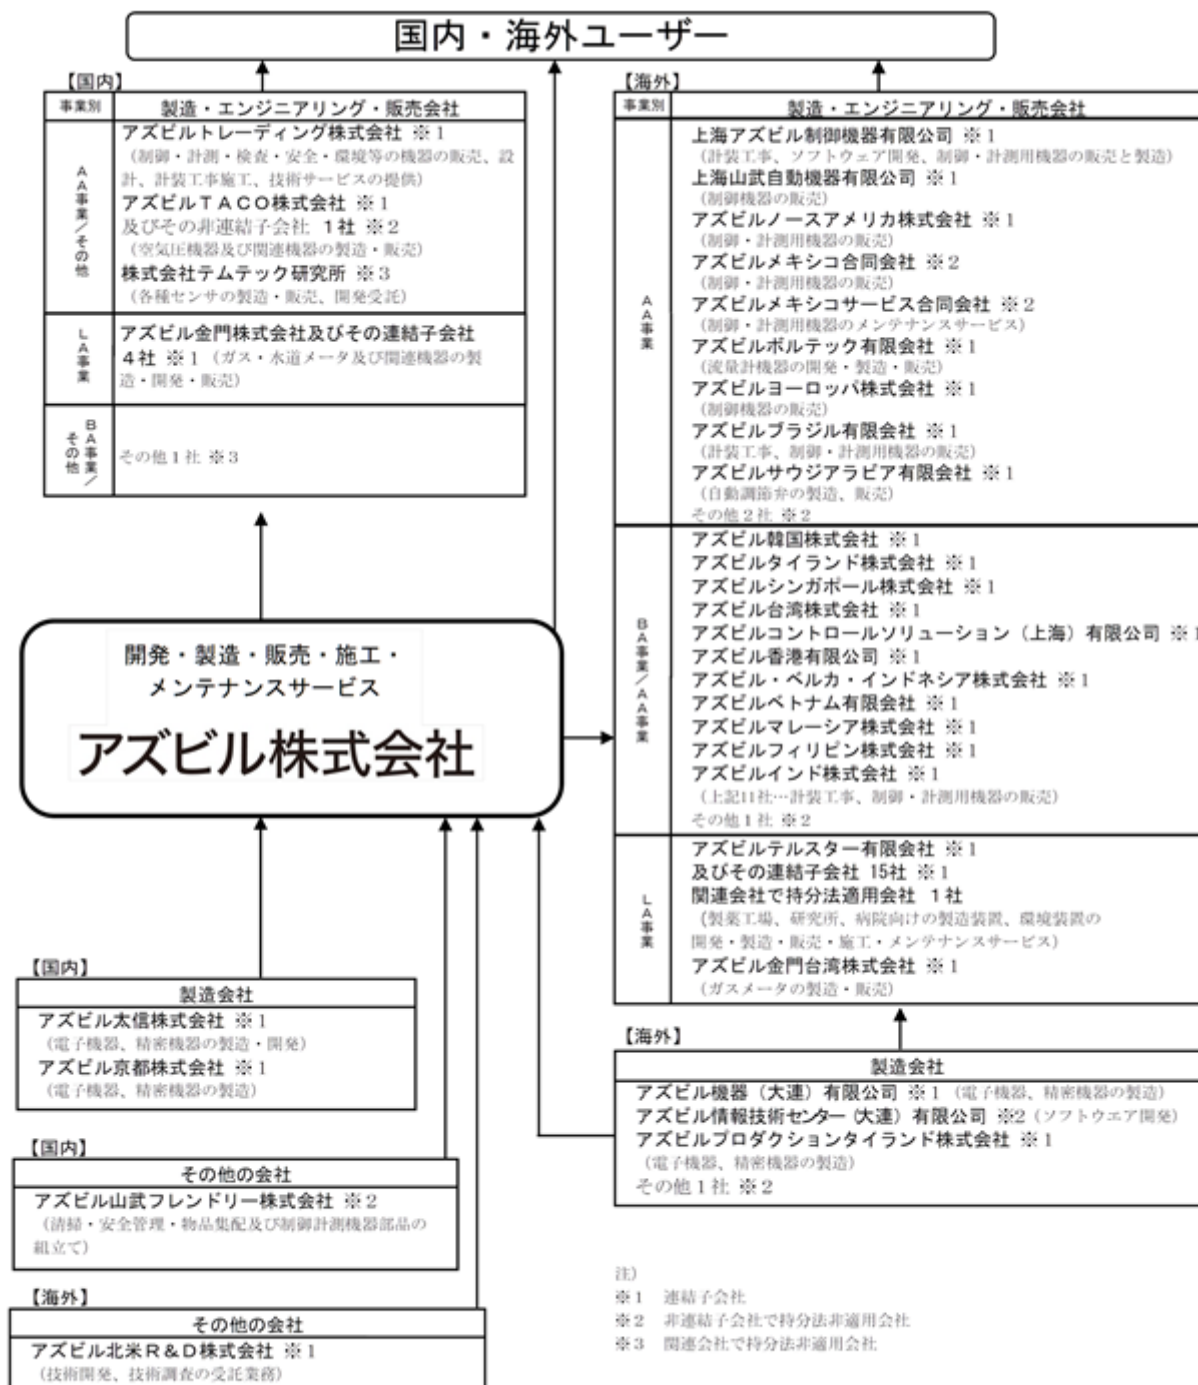 国内・海外ユーザー
【国内】
事業別 製造・エンジニアリング・販売会社
AA事業/その他
アズビルトレーディング株式会社 ※1
(制御・計測・検査・安全・環境等の機器の販売、設
計、計装工事施工、技術サービスの提供)
アズビルTACO株式会社 ※1
及びその非連結子会社 1社 ※2
(空気圧機器及び関連機器の製造・販売)
株式会社テムテック研究所 ※3
(各種センサの製造・販売、開発受託)
LA事業
アズビル金門株式会社及びその連結子会社
4社 ※1 (ガス・水道メータ及び関連機器の製
造・開発・販売)
BA事業/
その他
その他1社 ※3
開発・製造・販売・施工・
メンテナンスサービス
アズビル株式会社
【国内】
製造会社
アズビル太信株式会社 ※1
(電子機器、精密機器の製造・開発)
アズビル京都株式会社 ※1
(電子機器、精密機器の製造)
【国内】
その他の会社
アズビル山武フレンドリー株式会社 ※2
(清掃・安全管理・物品集配及び制御計測機器部品の
組立て)
【海外】
その他の会社
アズビル北米R&D株式会社 ※1
(技術開発、技術調査の受託業務)
【海外】
事業別 製造・エンジニアリング・販売会社
AA事業
上海アズビル制御機器有限公司 ※1
(計装工事、ソフトウェア開発、制御・計測用機器の販売と製造)
上海山武自動機器有限公司 ※1
(制御機器の販売)
アズビルノースアメリカ株式会社 ※1
(制御・計測用機器の販売)
アズビルメキシコ合同会社 ※2
(制御・計測用機器の販売)
アズビルメキシコサービス合同会社 ※2
(制御・計測用機器のメンテナンスサービス)
アズビルボルテック有限会社 ※1
(流量計機器の開発・製造・販売)
アズビルヨーロッパ株式会社 ※1
(制御機器の販売)
アズビルブラジル有限会社 ※1
(計装工事、制御・計測用機器の販売)
アズビルサウジアラビア有限会社 ※1
(自動調節弁の製造、販売)
その他2社 ※2
BA事業/AA事業
アズビル韓国株式会社 ※1
アズビルタイランド株式会社 ※1
アズビルシンガポール株式会社 ※1
アズビル台湾株式会社 ※1
アズビルコントロールソリューション(上海)有限公司 ※1
アズビル香港有限公司 ※1
アズビル・ベルカ・インドネシア株式会社 ※1
アズビルベトナム有限会社 ※1
アズビルマレーシア株式会社 ※1
アズビルフィリピン株式会社 ※1
アズビルインド株式会社 ※1
(上記11社…計装工事、制御・計測用機器の販売)
その他1社 ※2
LA事業
アズビルテルスター有限会社 ※1
及びその連結子会社 15社 ※1
関連会社で持分法適用会社 1社
(製薬工場、研究所、病院向けの製造装置、環境装置の
開発・製造・販売・施工・メンテナンスサービス)
アズビル金門台湾株式会社 ※1
(ガスメータの製造・販売)
【海外】
製造会社
アズビル機器(大連)有限公司 ※1 (電子機器、精密機器の製造)
アズビル情報技術センター(大連)有限公司 ※2 (ソフトウエア開発)
アズビルプロダクションタイランド株式会社 ※1
(電子機器、精密機器の製造)
その他1社 ※2
注)
※1 連結子会社
※2 非連結子会社で持分法非適用会社
※3 関連会社で持分法非適用会社